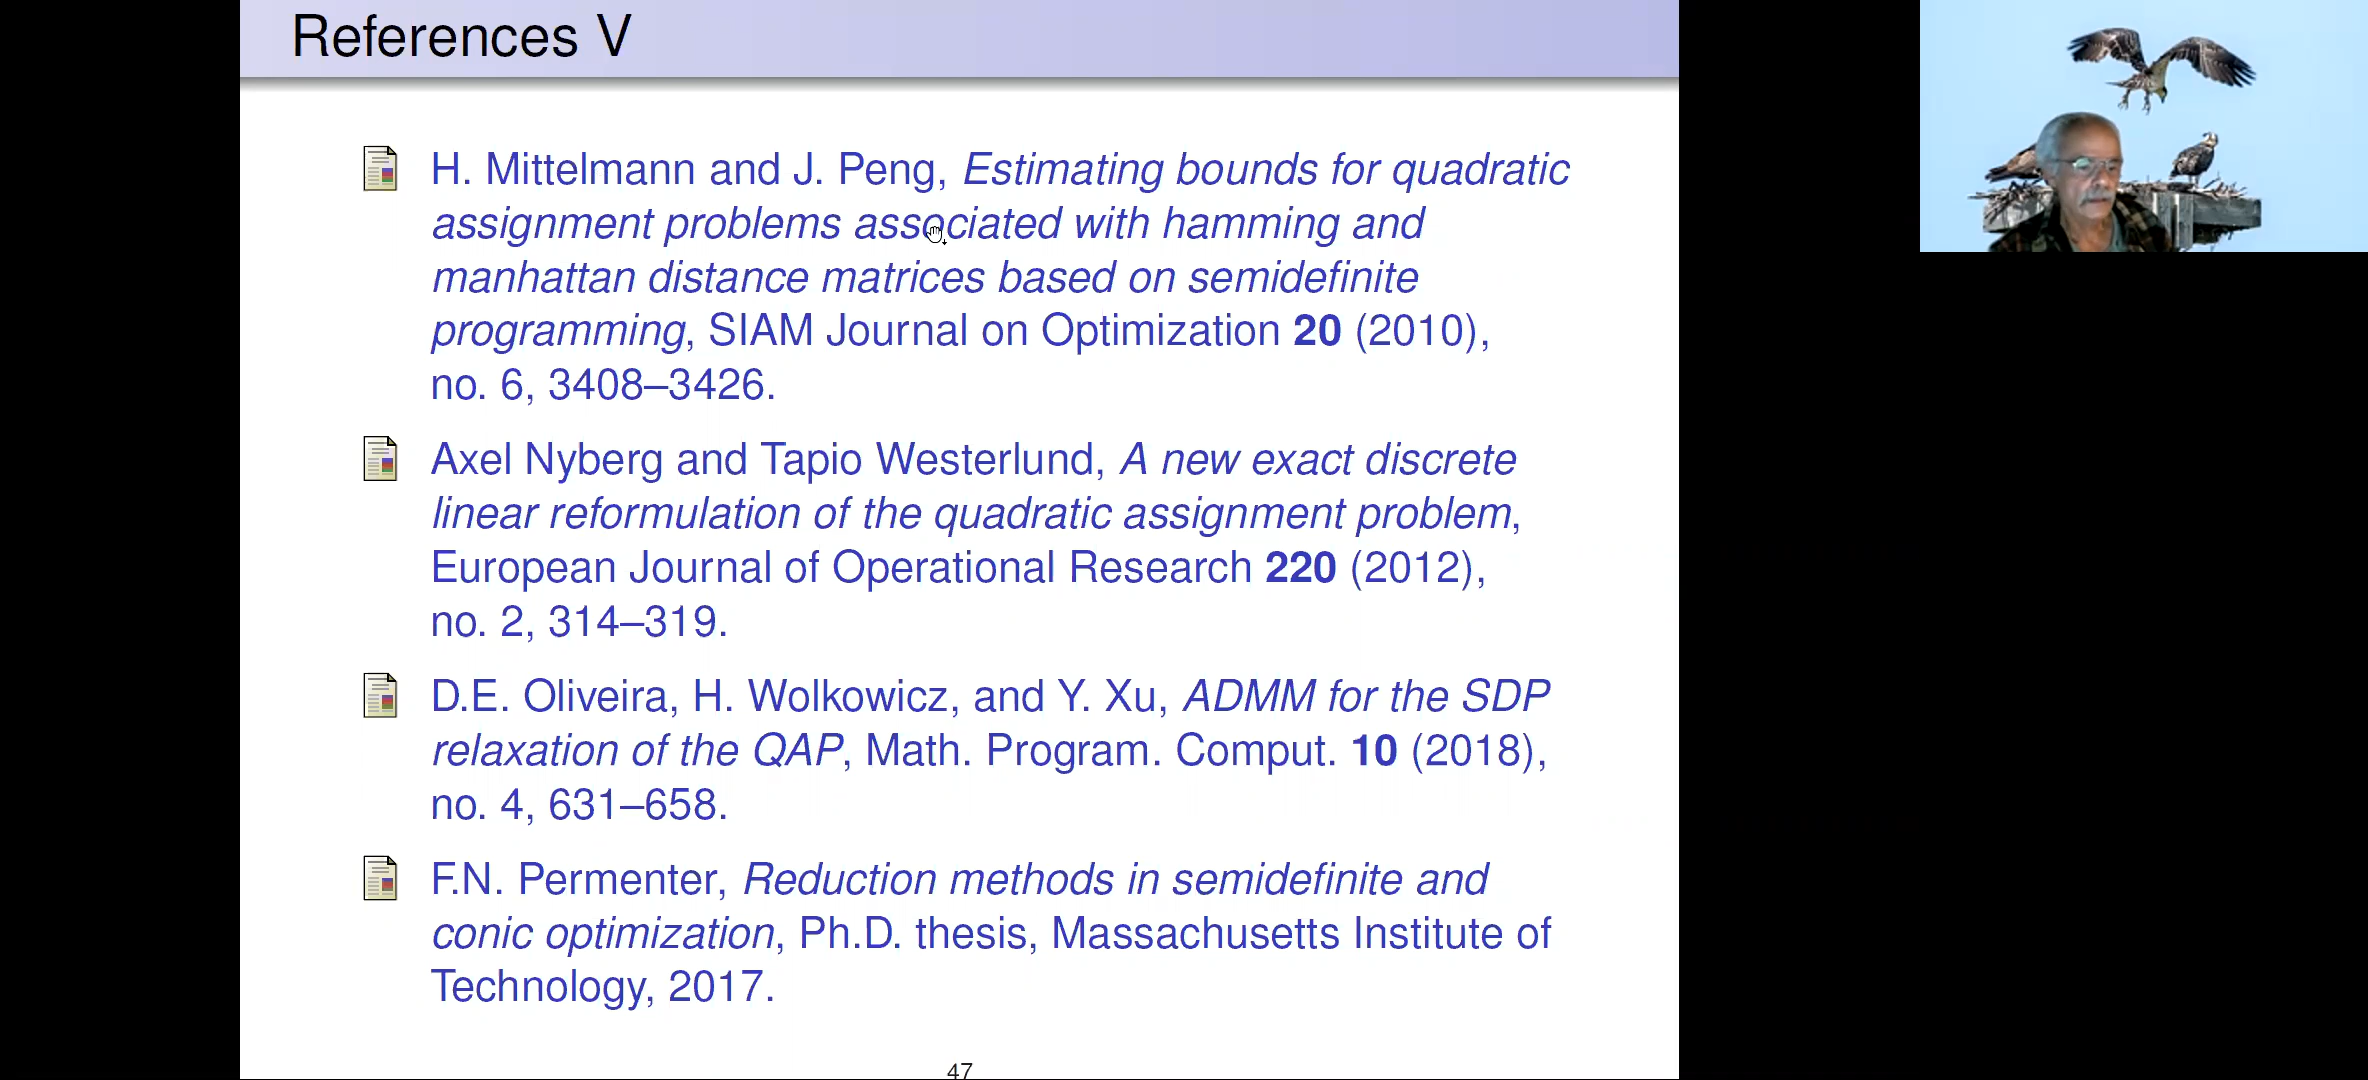 References V
H. Mittelmann and J. Peng, Estimating bounds for quadratic
assignment problems associated with hamming and
manhattan distance matrices based on semidefinite
programming, SIAM Journal on Optimization 20 (2010),
no. 6, 3408–3426.
Axel Nyberg and Tapio Westerlund, A new exact discrete
linear reformulation of the quadratic assignment problem,
European Journal of Operational Research 220 (2012),
no. 2, 314–319.
D.E. Oliveira, H. Wolkowicz, and Y. Xu, ADMM for the SDP
relaxation of the QAP, Math. Program. Comput. 10 (2018),
no. 4, 631–658.
F.N. Permenter, Reduction methods in semidefinite and
conic optimization, Ph.D. thesis, Massachusetts Institute of
Technology, 2017.
47